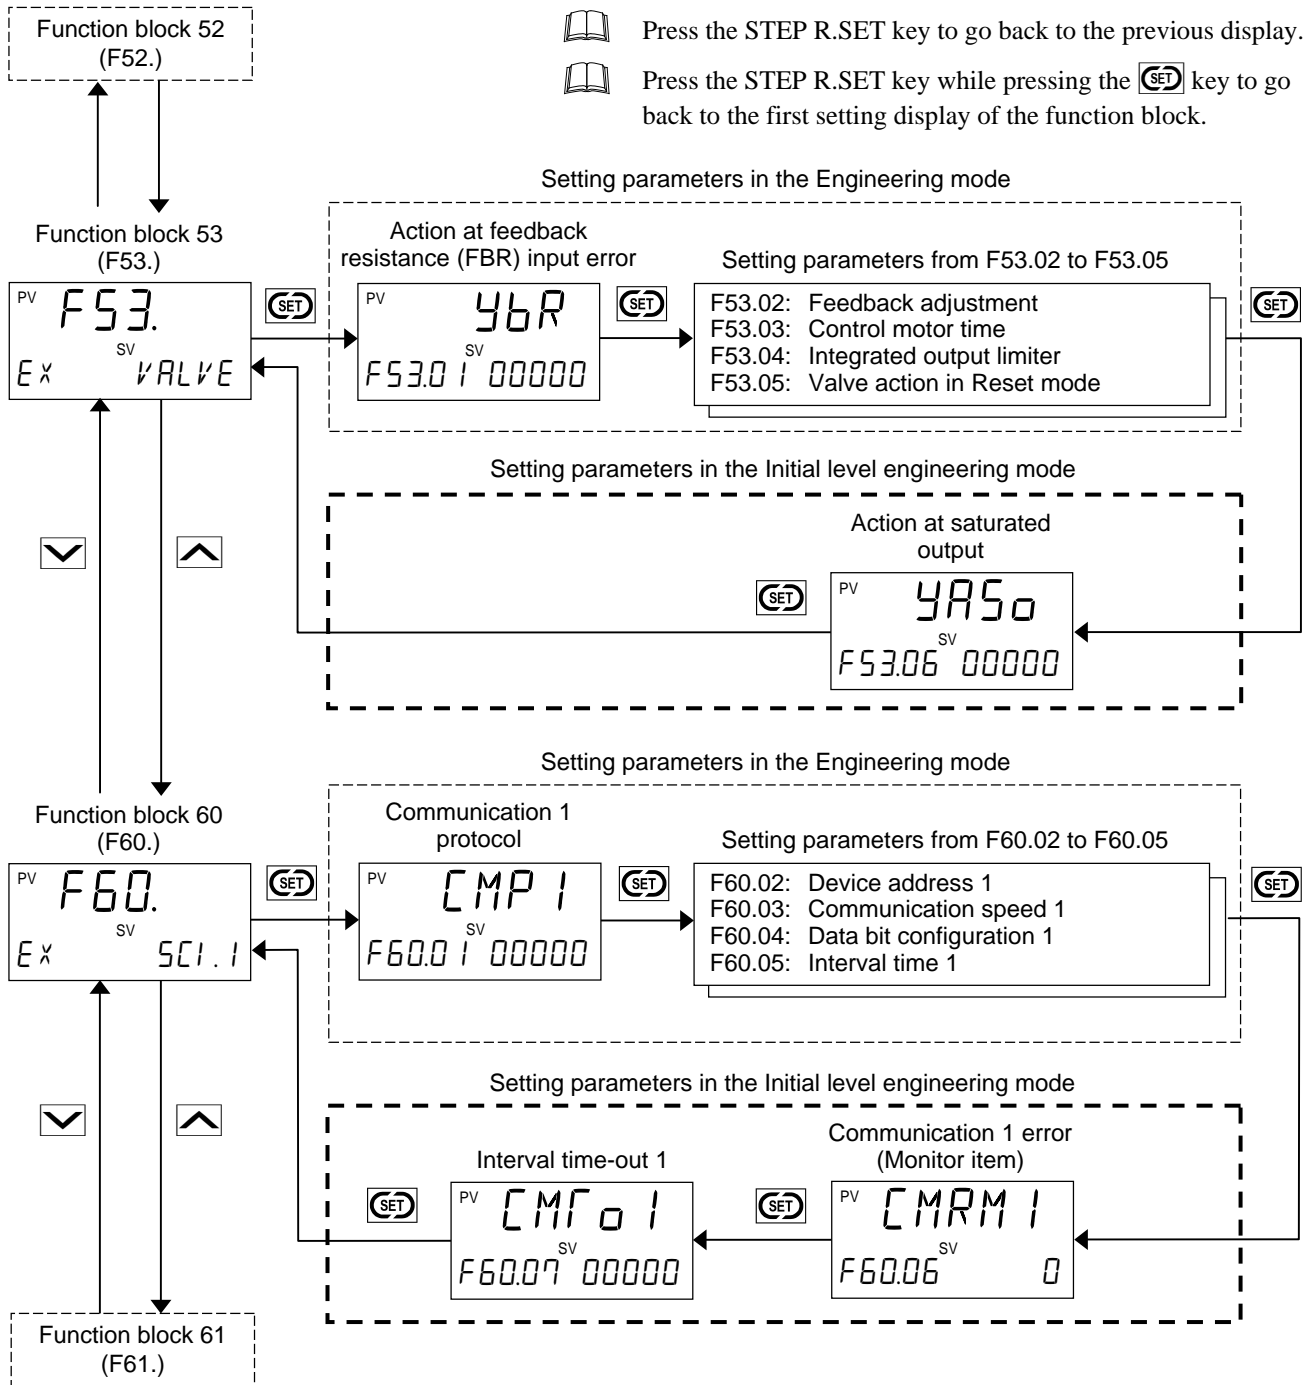 Function block 52
(F52.)
Press the STEP R.SET key to go back to the previous display.
Press the STEP R.SET key while pressing the SET key to go
back to the first setting display of the function block.
Setting parameters in the Engineering mode
Function block 53
(F53.)
PV F53.
SV
EX VALVE
SET
Action at feedback
resistance (FBR) input error
PV YbR
SV
F53.01 00000
SET
Setting parameters from F53.02 to F53.05
F53.02: Feedback adjustment
F53.03: Control motor time
F53.04: Integrated output limiter
F53.05: Valve action in Reset mode
SET
Setting parameters in the Initial level engineering mode
Action at saturated
output
SET
PV YASo
SV
F53.06 00000
Setting parameters in the Engineering mode
Function block 60
(F60.)
PV F60.
SV
EX SCI.1
SET
Communication 1
protocol
PV CMP1
SV
F60.01 00000
SET
Setting parameters from F60.02 to F60.05
F60.02: Device address 1
F60.03: Communication speed 1
F60.04: Data bit configuration 1
F60.05: Interval time 1
SET
Setting parameters in the Initial level engineering mode
Communication 1 error
(Monitor item)
Interval time-out 1
SET
PV CMTo1
SV
F60.07 00000
SET
PV CMRM1
SV
F60.06 0
Function block 61
(F61.)